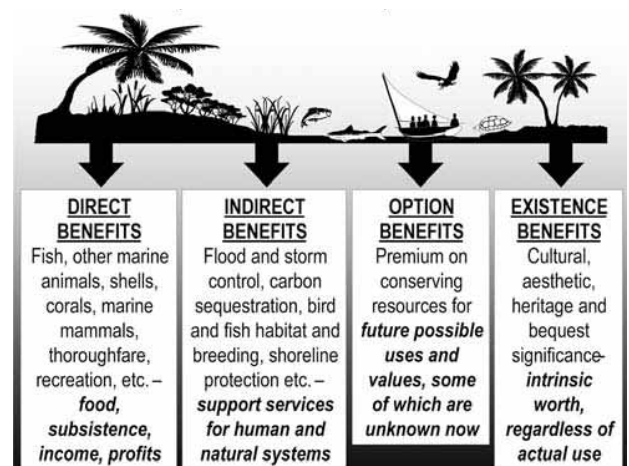 DIRECT
BENEFITS
Fish, other marine
animals, shells,
corals, marine
mammals,
thoroughfare,
recreation, etc. –
food,
subsistence,
income, profits
INDIRECT
BENEFITS
Flood and storm
control, carbon
sequestration, bird
and fish habitat and
breeding, shoreline
protection etc. –
support services
for human and
natural systems
OPTION
BENEFITS
Premium on
conserving
resources for
future possible
uses and
values, some
of which are
unknown now
EXISTENCE
BENEFITS
Cultural,
aesthetic,
heritage and
bequest
significance-
intrinsic
worth,
regardless of
actual use